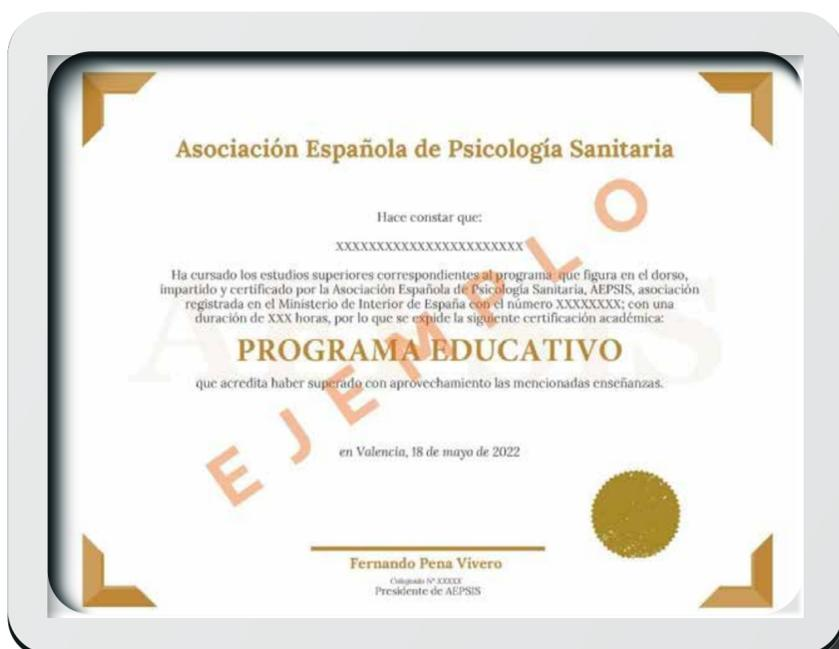 Asociación Española de Psicología Sanitaria
Hace constar que:
XXXXXXXXXXXXXXXXXXXXXXX
Ha cursado los estudios superiores correspondientes al programa que figura en el dorso,
impartido y certificado por la Asociación Española de Psicología Sanitaria, AEPSIS, asociación
registrada en el Ministerio de Interior de España con el número XXXXXXXX; con una
duración de XXX horas, por lo que se expide la siguiente certificación académica:
PROGRAMA EDUCATIVO
que acredita haber superado con aprovechamiento las mencionadas enseñanzas.
en Valencia, 18 de mayo de 2022
Fernando Pena Vivero
Colegiado Nº XXXXX
Presidente de AEPSIS
EJEMPLO
AEPSIS